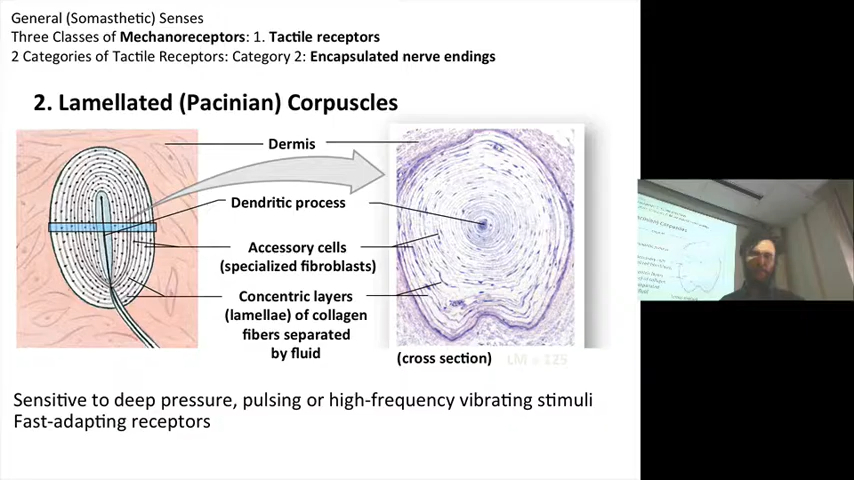 General (Somasthetic) Senses
Three Classes of Mechanoreceptors: 1. Tactile receptors
2 Categories of Tactile Receptors: Category 2: Encapsulated nerve endings
2. Lamellated (Pacinian) Corpuscles
Dermis
Dendritic process
Accessory cells
(specialized fibroblasts)
Concentric layers
(lamellae) of collagen
fibers separated
by fluid
(cross section)
LM × 125
Sensitive to deep pressure, pulsing or high-frequency vibrating stimuli
Fast-adapting receptors